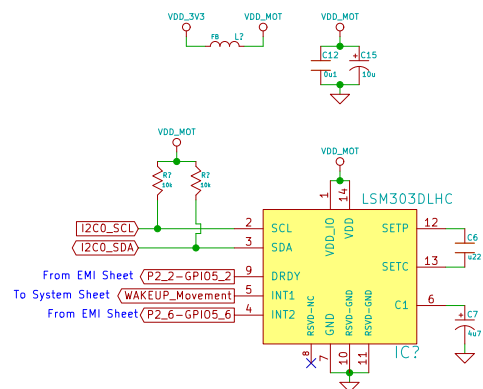 VDD_3V3
VDD_MOT
VDD_MOT
FB
L?
C12
0u1
C15
10u
VDD_MOT
VDD_MOT
R?
10k
R?
10k
LSM303DLHC
1
14
VDD_IO
VDD
I2C0_SCL
2
SCL
SETP
12
I2C0_SDA
3
SDA
C6
u22
SETC
13
From EMI Sheet
P2_2-GPIO5_2
9
DRDY
To System Sheet
WAKEUP_Movement
5
INT1
C1
6
From EMI Sheet
P2_6-GPIO5_6
4
INT2
C7
4u7
RSVD-NC
GND
RSVD-GND
RSVD-GND
IC?
8
7
10
11